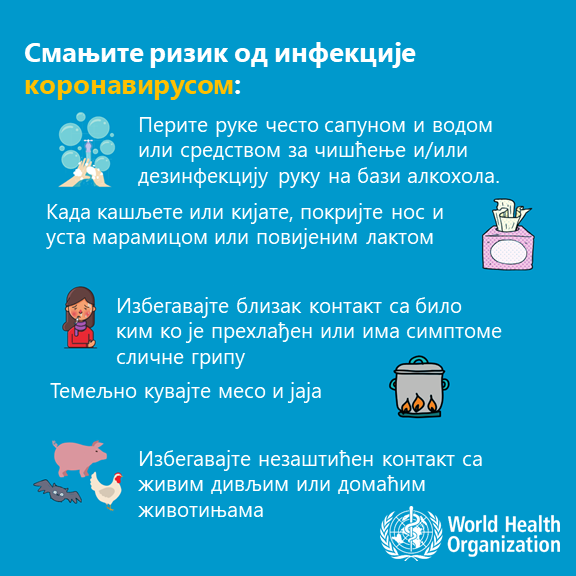 Смањите ризик од инфекције
коронавирусом:
Перите руке често сапуном и водом
или средством за чишћење и/или
дезинфекцију руку на бази алкохола.
Када кашљете или кијате, покријте нос и
уста марамицом или повијеним лактом
Избегавајте близак контакт са било
ким ко је прехлађен или има симптоме
сличне грипу
Темељно кувајте месо и јаја
Избегавајте незаштићен контакт са
живим дивљим или домаћим
животињама
World Health
Organization